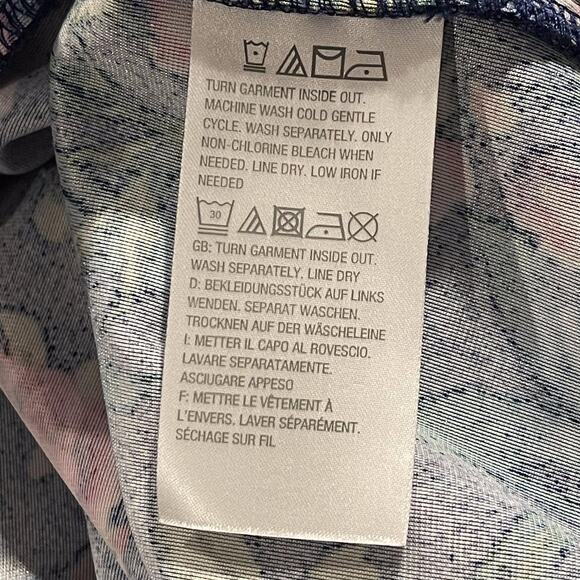 TURN GARMENT INSIDE OUT.
MACHINE WASH COLD GENTLE
CYCLE. WASH SEPARATELY. ONLY
NON-CHLORINE BLEACH WHEN
NEEDED. LINE DRY. LOW IRON IF
NEEDED
30
GB: TURN GARMENT INSIDE OUT.
WASH SEPARATELY. LINE DRY
D: BEKLEIDUNGSSTÜCK AUF LINKS
WENDEN. SEPARAT WASCHEN.
TROCKNEN AUF DER WÄSCHELEINE
I: METTER IL CAPO AL ROVESCIO.
LAVARE SEPARATAMENTE.
ASCIUGARE APPESO
F: METTRE LE VÊTEMENT À
L'ENVERS. LAVER SÉPARÉMENT.
SÉCHAGE SUR FIL